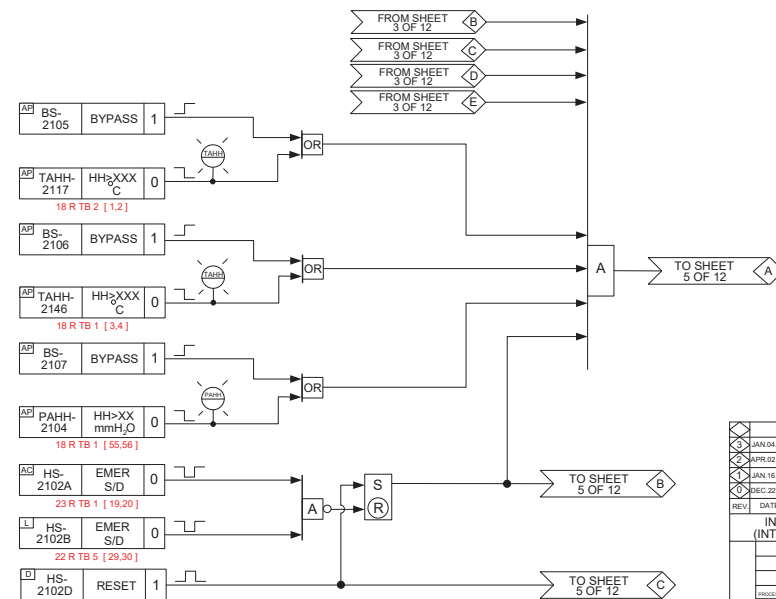 FROM SHEET
3 OF 12
B
FROM SHEET
3 OF 12
C
FROM SHEET
3 OF 12
D
FROM SHEET
3 OF 12
E
AP BS-
2105
BYPASS 1
TAHH
OR
AP TAHH-
2117
HH>XXX
°C
0
18 R TB 2 [ 1,2 ]
AP BS-
2106
BYPASS 1
TAHH
OR
AP TAHH-
2146
HH>XXX
°C
0
18 R TB 1 [ 3,4 ]
A
TO SHEET
5 OF 12
A
AP BS-
2107
BYPASS 1
PAHH
OR
AP PAHH-
2104
HH>XX
mmH2O
0
18 R TB 1 [ 55,56 ]
AC HS-
2102A
EMER
S/D
0
23 R TB 1 [ 19,20 ]
A
S
R
TO SHEET
5 OF 12
B
L HS-
2102B
EMER
S/D
0
22 R TB 5 [ 29,30 ]
D HS-
2102D
RESET 1
TO SHEET
5 OF 12
C
3 JAN.04.
2 APR.02
1 JAN.16.
0 DEC.22
REV. DATE
IN
(INT
PROCE